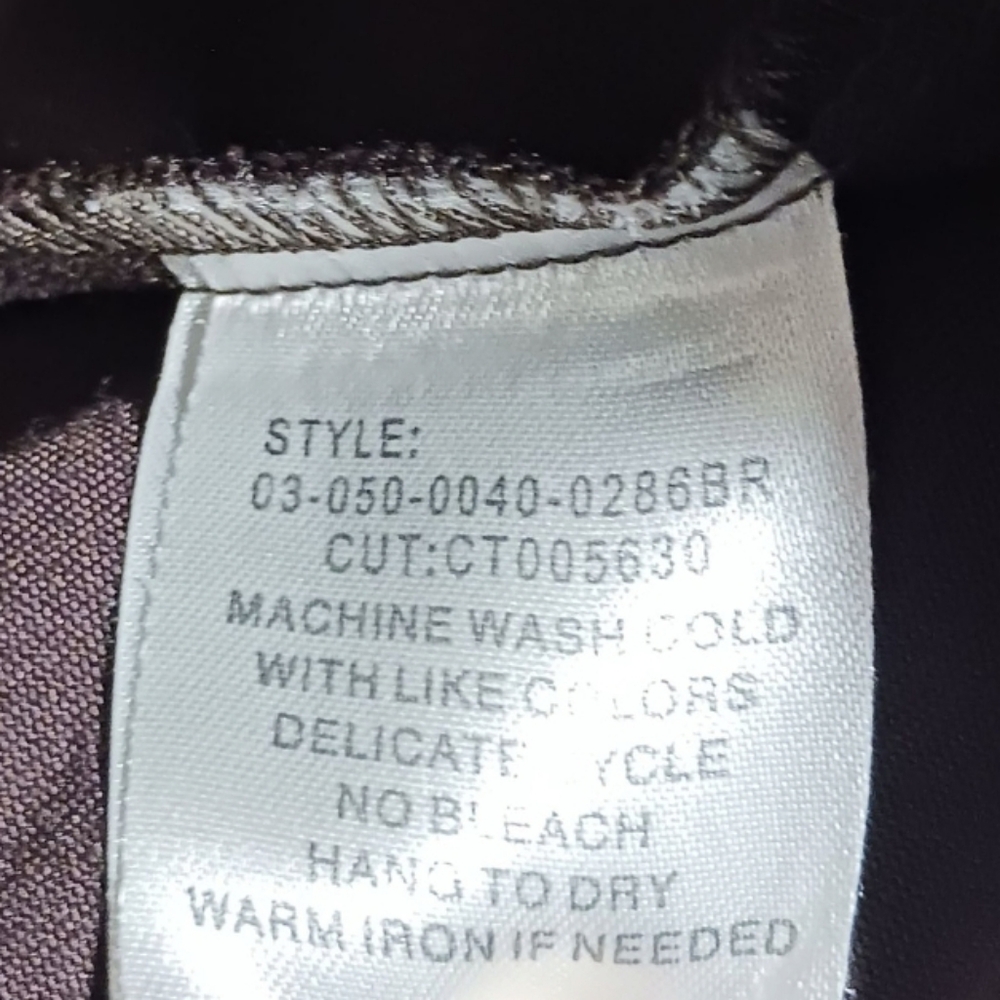 STYLE:
03-050-0040-0286BR
CUT:CT005630
MACHINE WASH COLD
WITH LIKE COLORS
DELICATE CYCLE
NO BLEACH
HANG TO DRY
WARM IRON IF NEEDED